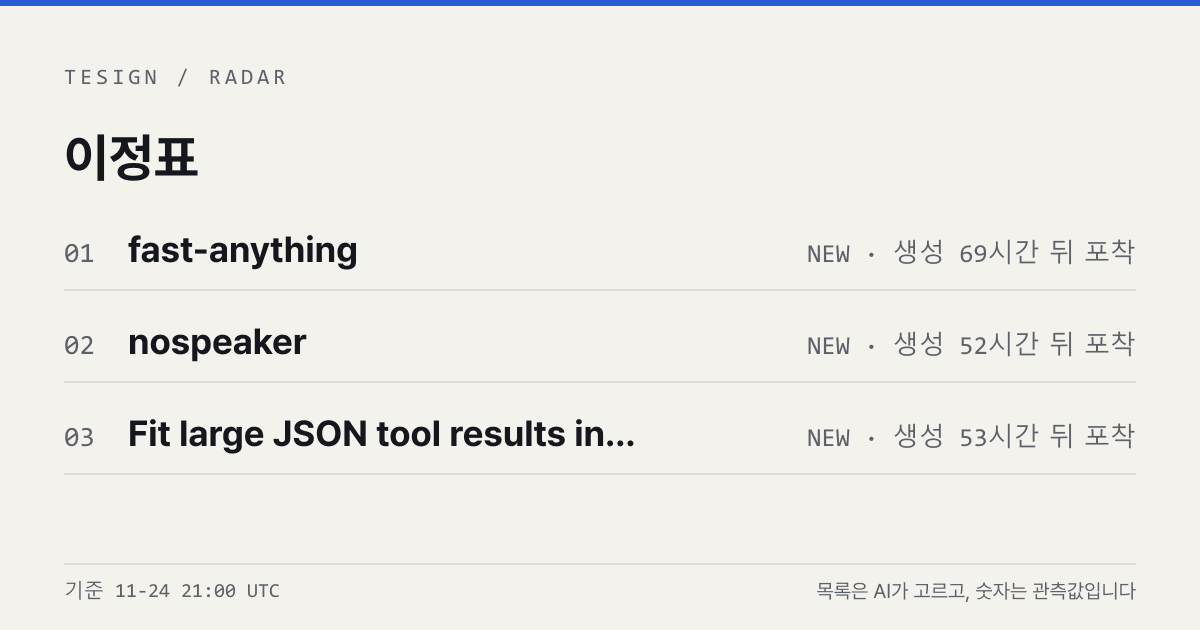 TESIGN / RADAR
이정표
01 fast-anything NEW · 생성 69시간 뒤 포착
02 nospeaker NEW · 생성 52시간 뒤 포착
03 Fit large JSON tool results in... NEW · 생성 53시간 뒤 포착
기준 11-24 21:00 UTC 목록은 AI가 고르고, 숫자는 관측값입니다